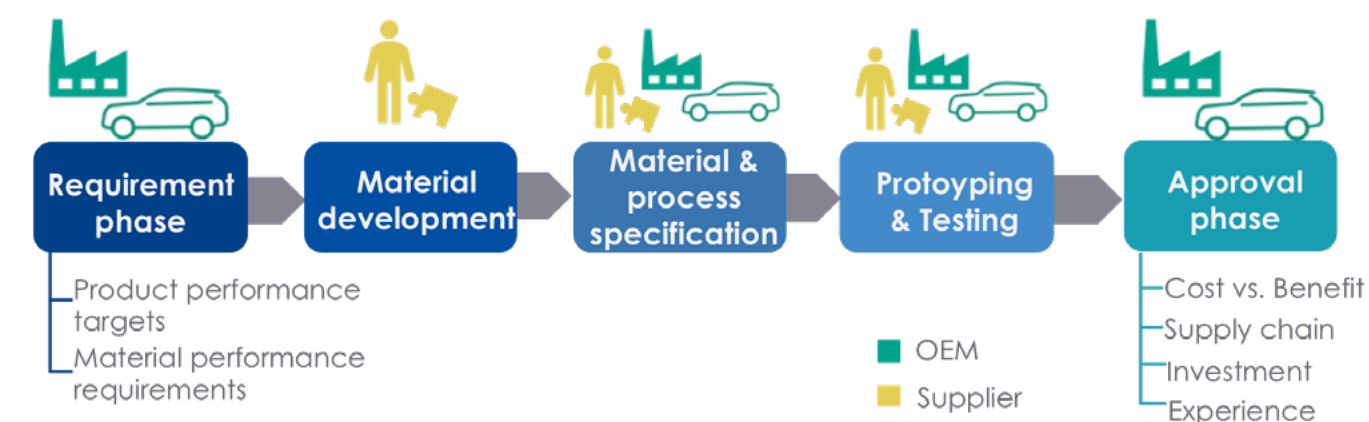 Requirement
phase
Material
development
Material &
process
specification
Protoyping
& Testing
Approval
phase
Product performance
targets
Material performance
requirements
OEM
Supplier
Cost vs. Benefit
Supply chain
Investment
Experience